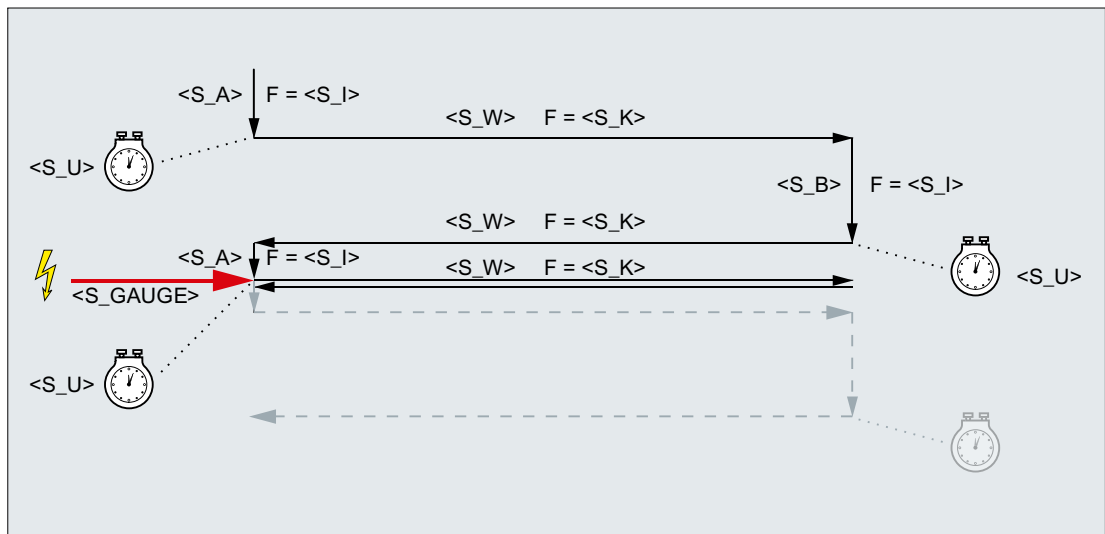 <S_A> F = <S_I>
<S_W> F = <S_K>
<S_U>
<S_B> F = <S_I>
<S_W> F = <S_K>
<S_A> F = <S_I>
<S_W> F = <S_K>
<S_U>
<S_GAUGE>
<S_U>